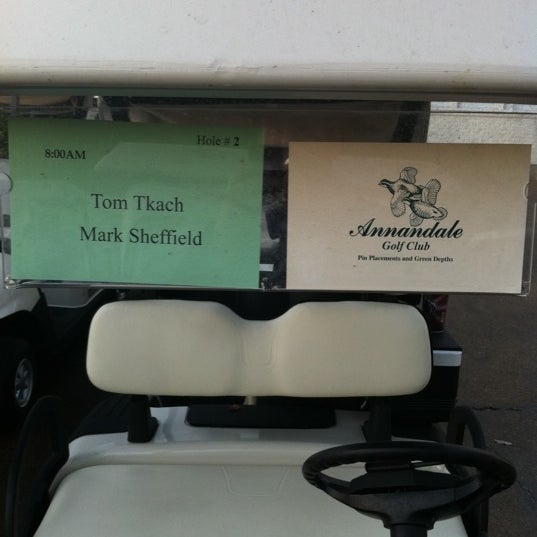 Hole # 2
8:00AM
Tom Tkach
Mark Sheffield
Annandale
Golf Club
Pin Placements and Green Depths